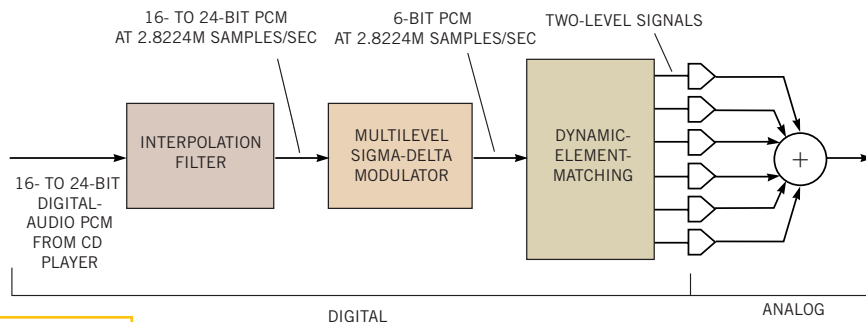 16- TO 24-BIT PCM
AT 2.8224M SAMPLES/SEC
6-BIT PCM
AT 2.8224M SAMPLES/SEC
TWO-LEVEL SIGNALS
INTERPOLATION
FILTER
MULTILEVEL
SIGMA-DELTA
MODULATOR
DYNAMIC-
ELEMENT-
MATCHING
+
16- TO 24-BIT
DIGITAL-
AUDIO PCM
FROM CD
PLAYER
DIGITAL
ANALOG